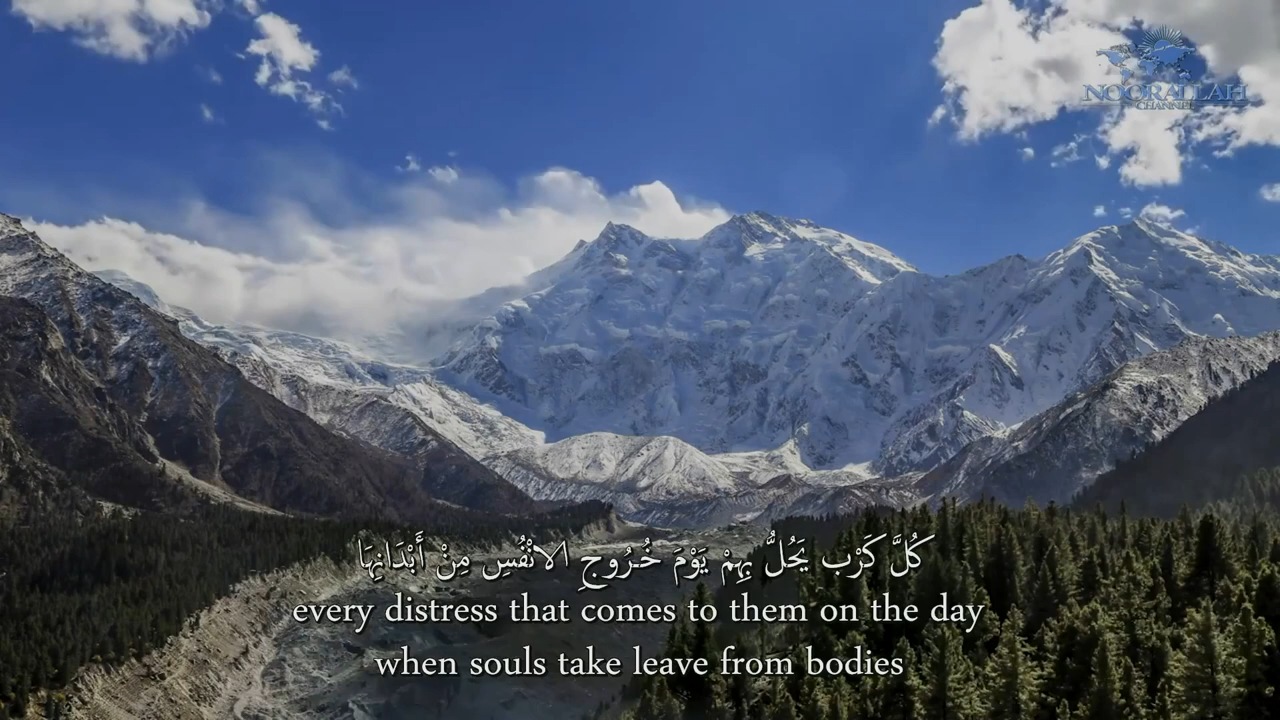 NOORALLAH
CHANNEL
كُلَّ كَرْب يَحُلُّ بِهِمْ يَوْمَ خُرُوجِ الانْفُسِ مِنْ أَبْدَانِهَا
every distress that comes to them on the day
when souls take leave from bodies